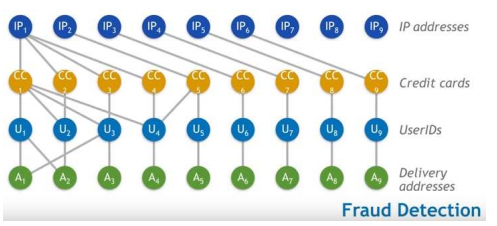 IP1 IP2 IP3 IP4 IP5 IP6 IP7 IP8 IP9 IP addresses
CC1 CC2 CC3 CC4 CC5 CC6 CC7 CC8 CC9 Credit cards
U1 U2 U3 U4 U5 U6 U7 U8 U9 UserIDs
A1 A2 A3 A4 A5 A6 A7 A8 A9 Delivery
addresses
Fraud Detection